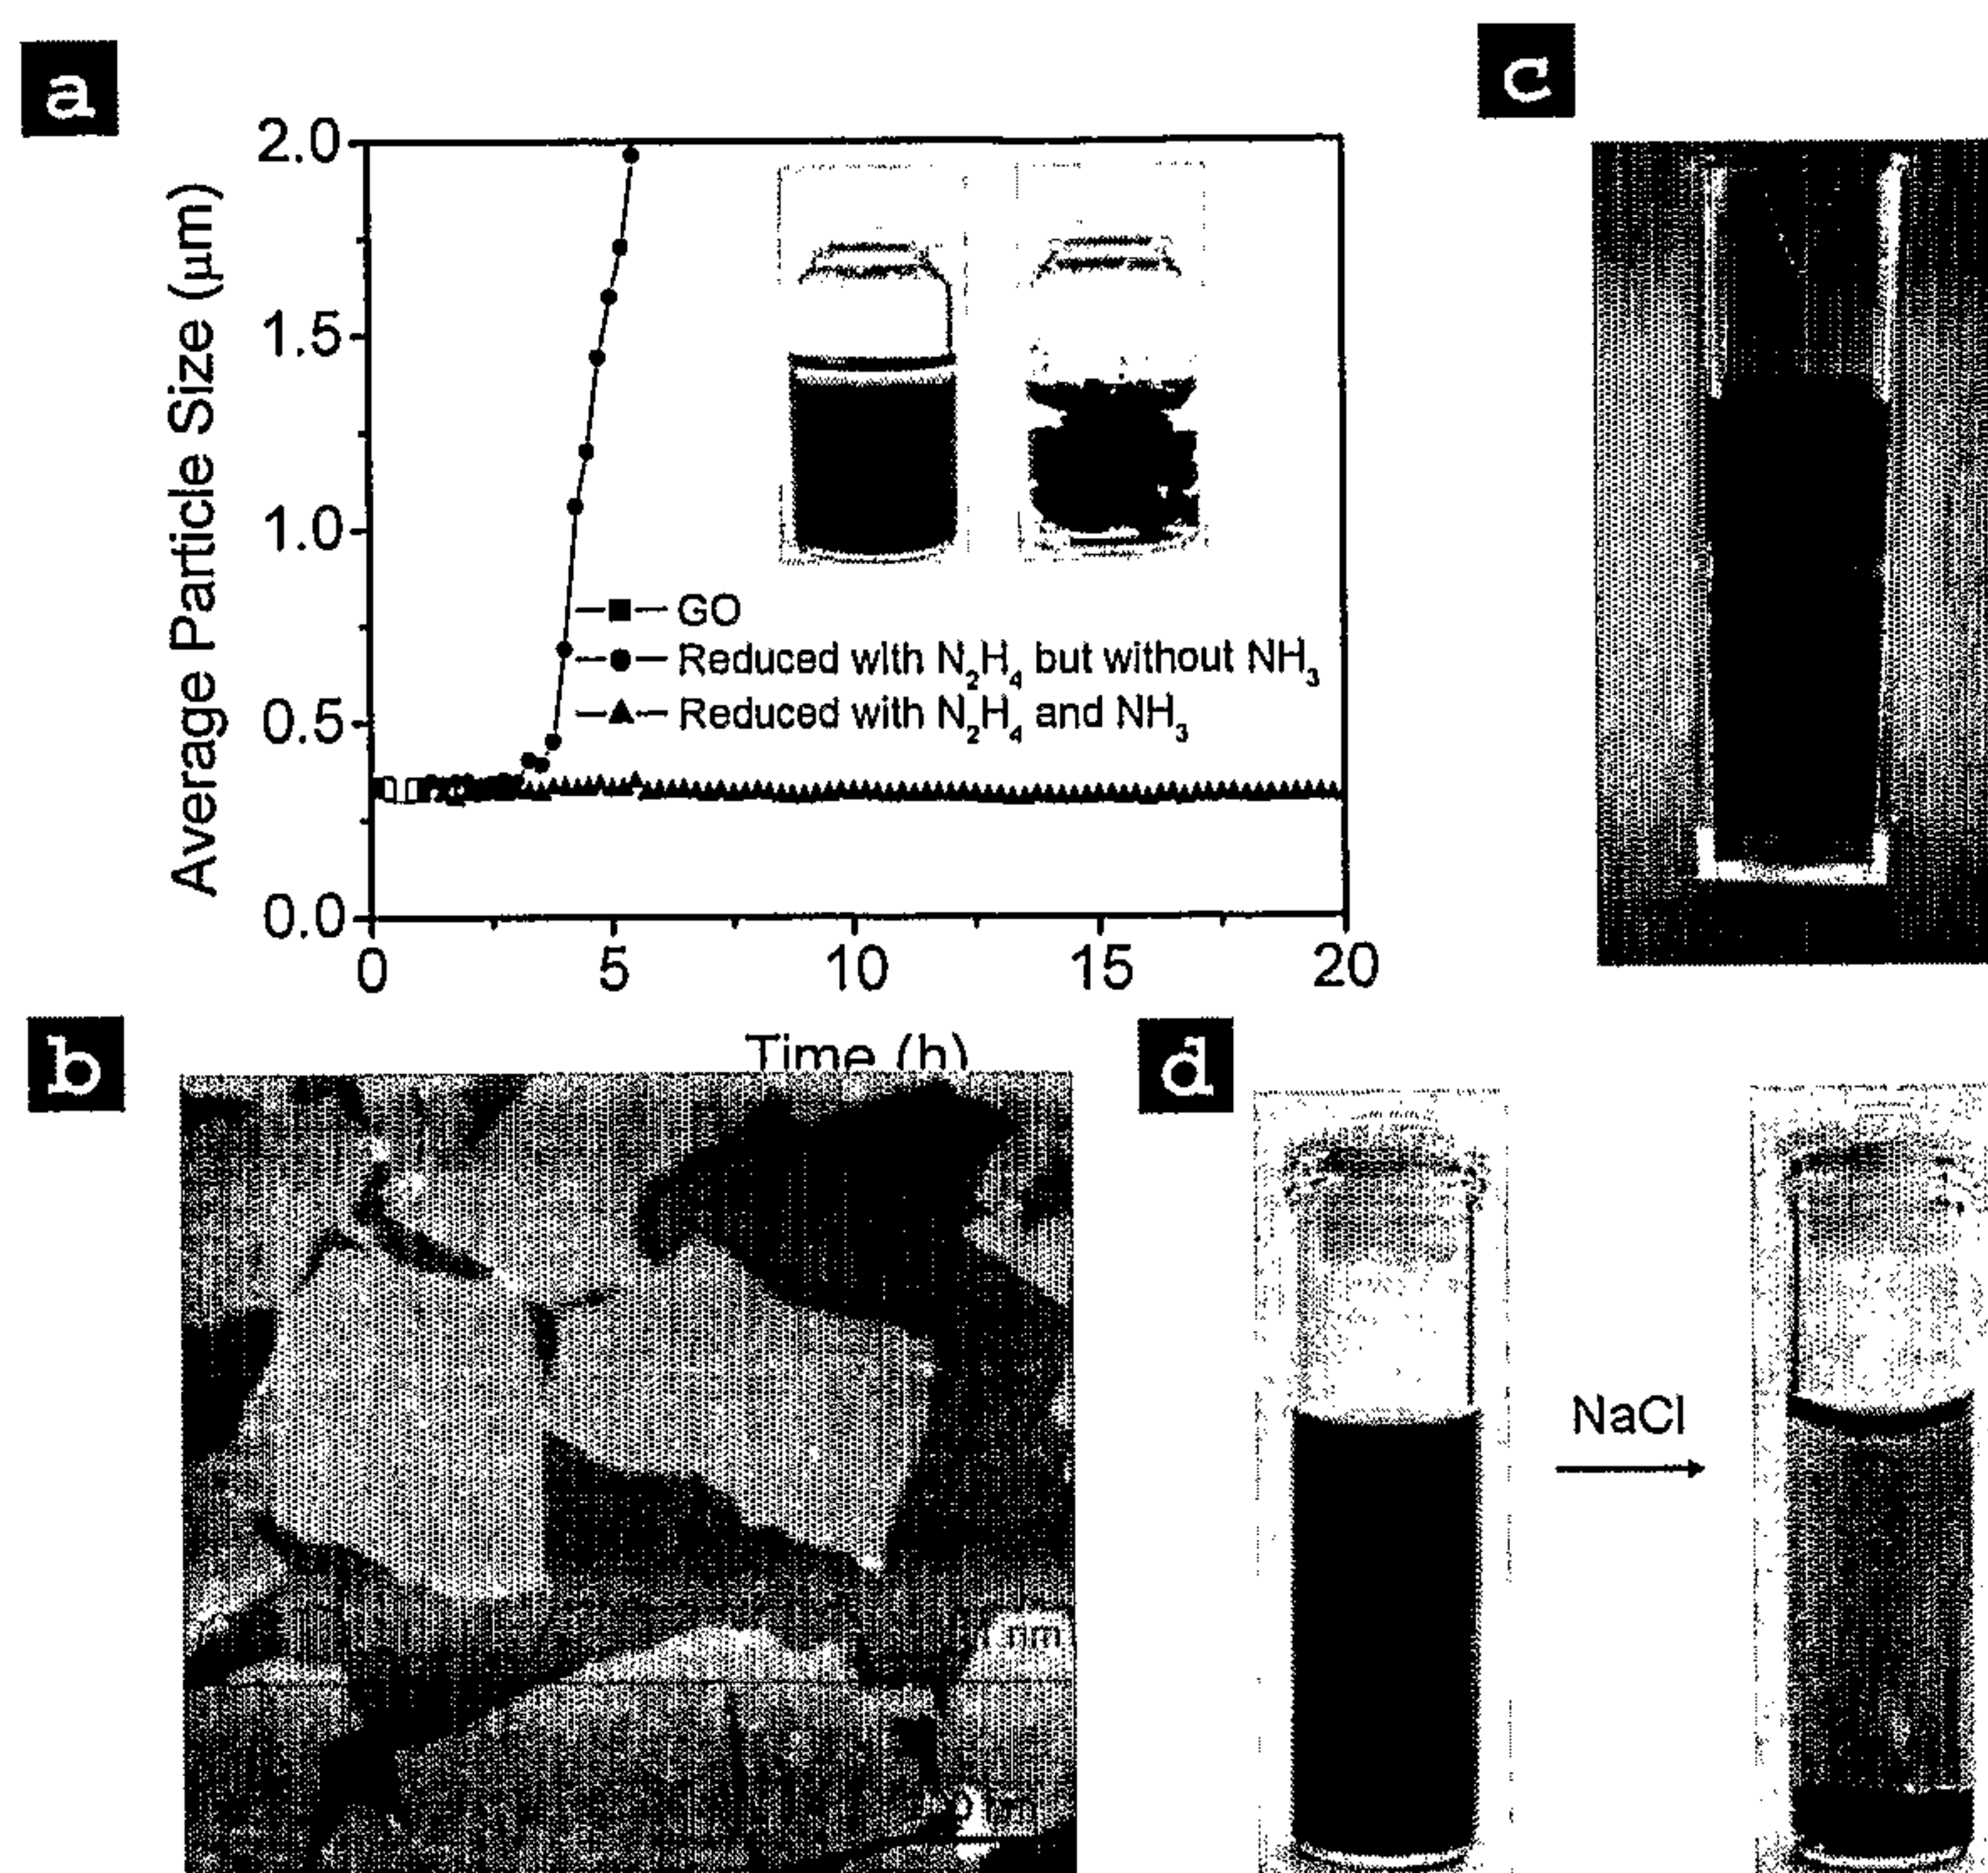 a
c
2.0
1.5
1.0
0.5
0.0
Average Particle Size (µm)
GO
Reduced with N₂H₄ but without NH₃
Reduced with N₂H₄ and NH₃
0 5 10 15 20
Time (h)
b
d
NaCl
nm